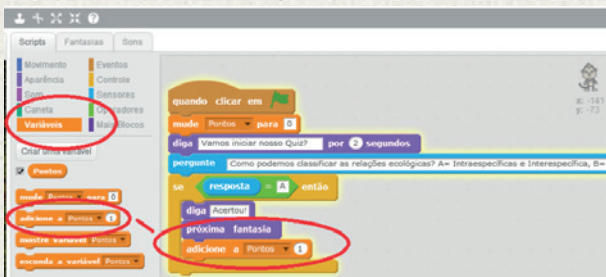 Scripts Fantasias Sons
Movimento Eventos
Aparência Controle
Som Sensores
Caneta Operadores
Variáveis Mais Blocos
Criar uma variável
Pontos
mude Pontos para 0
adicione a Pontos 1
mostre variável Pontos
esconda a variável Pontos
quando clicar em
mude Pontos para 0
diga Vamos iniciar nosso Quiz? por 2 segundos
pergunte Como podemos classificar as relações ecológicas? A= Intraespecíficas e Interespecífica, B=
se resposta = A então
diga Acertou!
próxima fantasia
adicione a Pontos 1
x: -141
y: -73